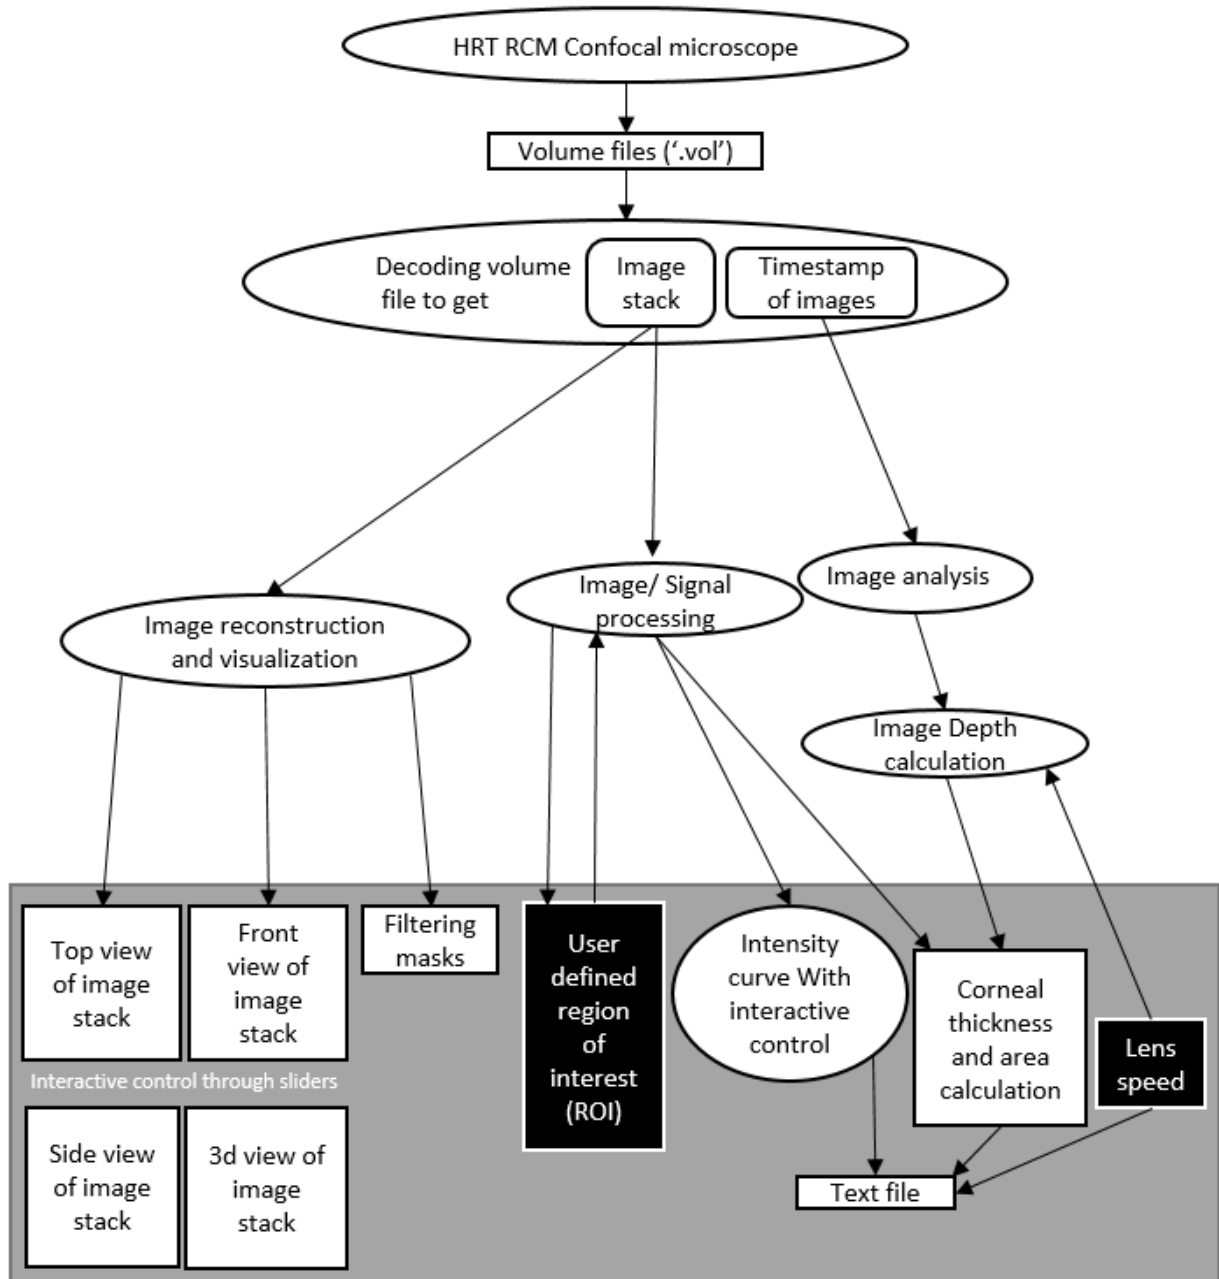 HRT RCM Confocal microscope
Volume files (‘.vol’)
Decoding volume
file to get
Image
stack
Timestamp
of images
Image reconstruction
and visualization
Image/ Signal
processing
Image analysis
Image Depth
calculation
Top view
of image
stack
Front
view of
image
stack
Filtering
masks
User
defined
region
of
interest
(ROI)
Intensity
curve With
interactive
control
Corneal
thickness
and area
calculation
Lens
speed
Interactive control through sliders
Side view
of image
stack
3d view of
image
stack
Text file